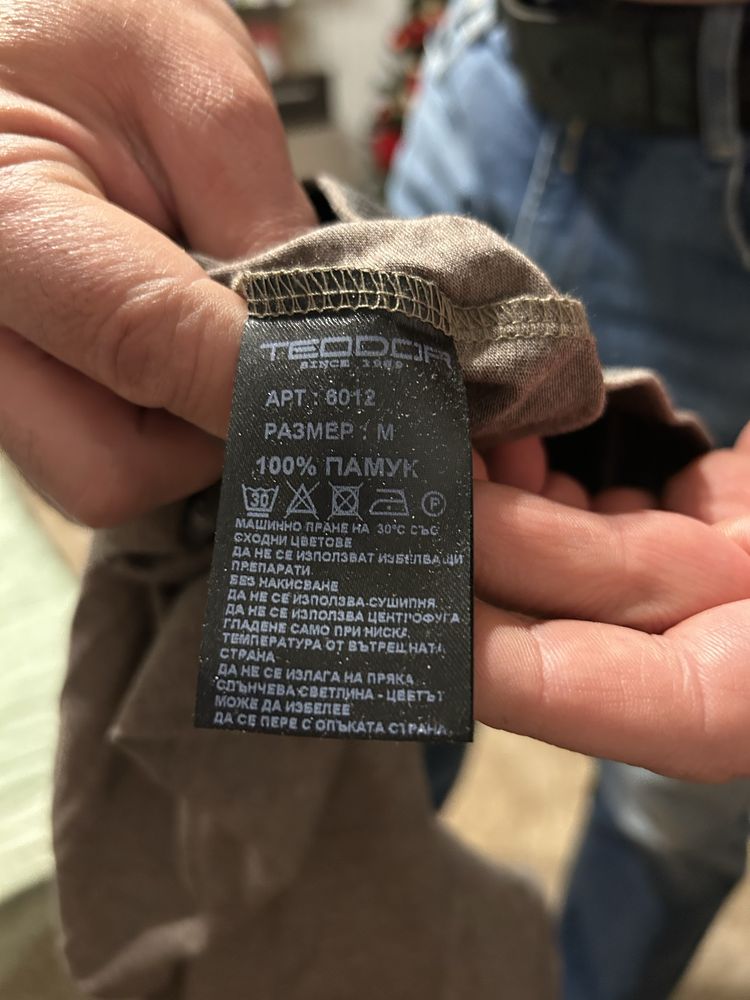 TEODOR
SINCE 1989
АРТ : 6012
РАЗМЕР : М
100% ПАМУК
30 P
МАШИННО ПРАНЕ НА 30°C СЪС
СХОДНИ ЦВЕТОВЕ
ДА НЕ СЕ ИЗПОЛЗВАТ ИЗБЕЛВАЩИ
ПРЕПАРАТИ
БЕЗ НАКИСВАНЕ
ДА НЕ СЕ ИЗПОЛЗВА СУШИЛНЯ
ДА НЕ СЕ ИЗПОЛЗВА ЦЕНТРОФУГА
ГЛАДЕНЕ САМО ПРИ НИСКА
ТЕМПЕРАТУРА ОТ ВЪТРЕШНАТА
СТРАНА
ДА НЕ СЕ ИЗЛАГА НА ПРЯКА
СЛЪНЧЕВА СВЕТЛИНА - ЦВЕТЪТ
МОЖЕ ДА ИЗБЕЛЕЕ
ДА СЕ ПЕРЕ С ОПЪКАТА СТРАНА